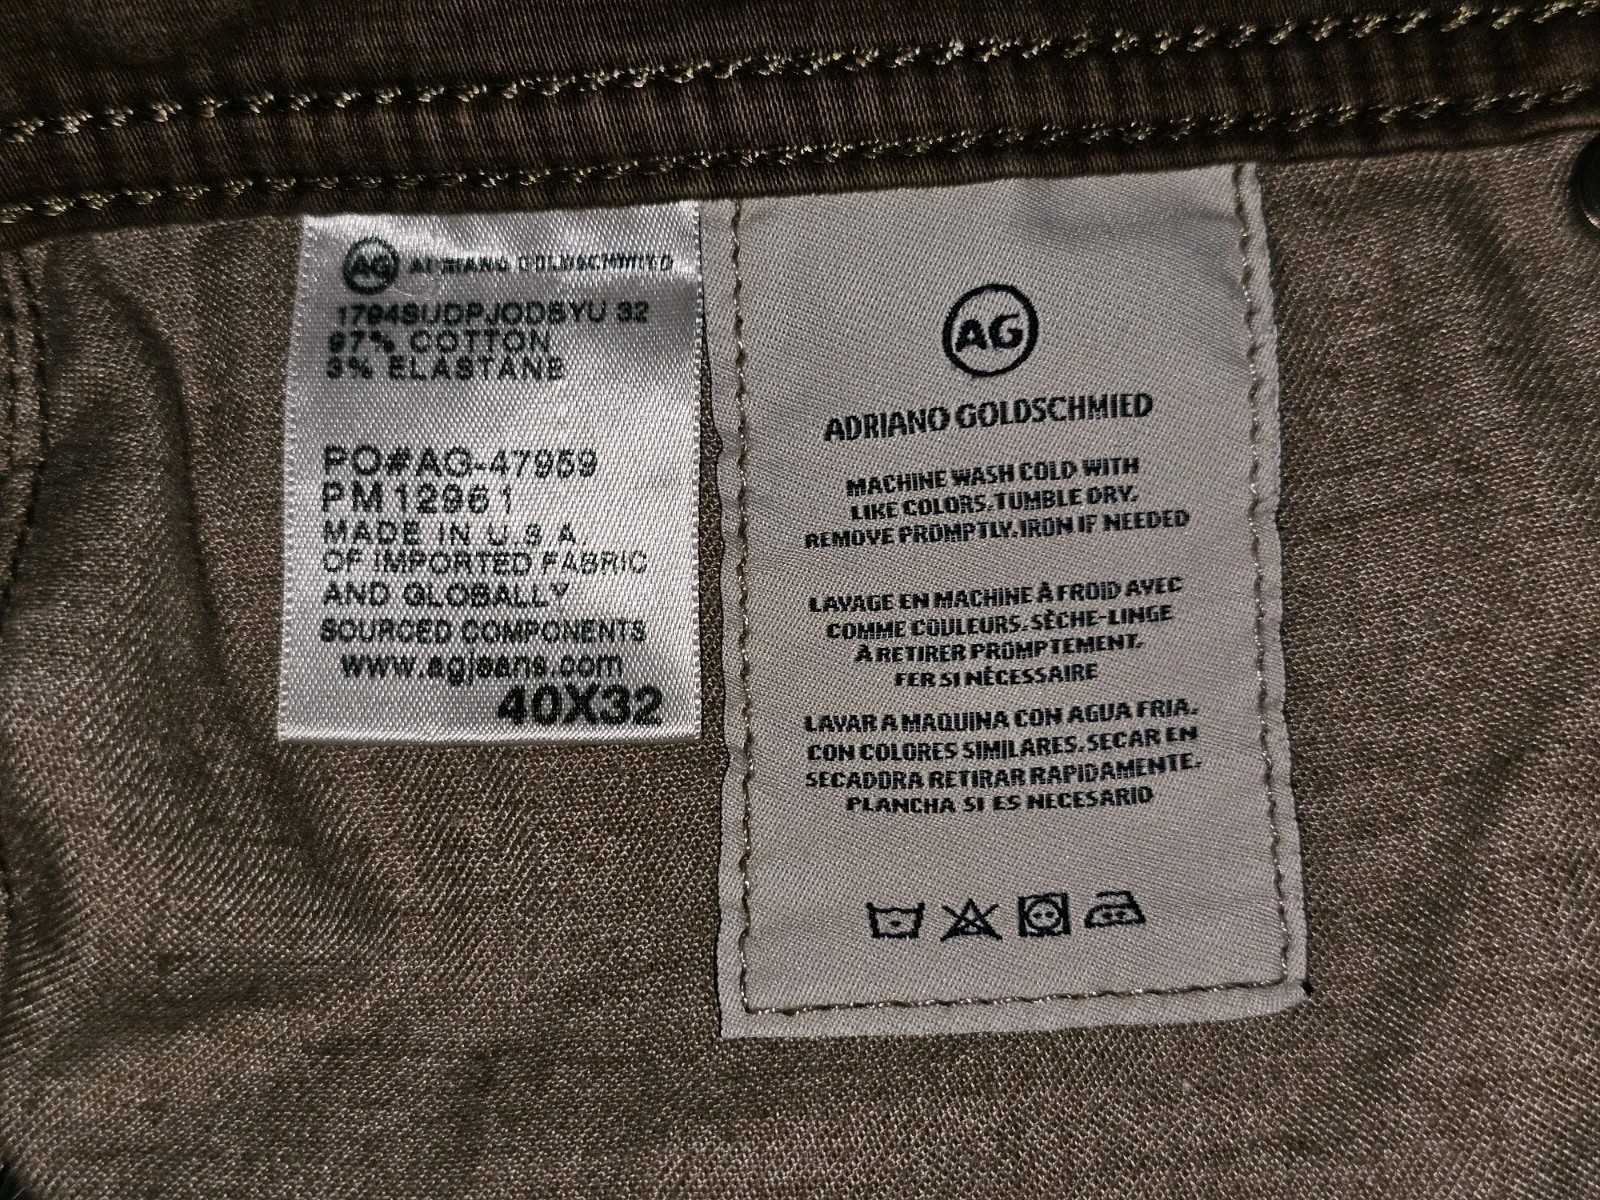 AG ADRIANO GOLDSCHMIED
1794SUDPJODSYU 32
97% COTTON
3% ELASTANE
PO#AG-47959
PM12961
MADE IN U.S.A.
OF IMPORTED FABRIC
AND GLOBALLY
SOURCED COMPONENTS
www.agjeans.com
40X32
AG
ADRIANO GOLDSCHMIED
MACHINE WASH COLD WITH
LIKE COLORS. TUMBLE DRY.
REMOVE PROMPTLY. IRON IF NEEDED
LAVAGE EN MACHINE À FROID AVEC
COMME COULEURS. SÈCHE-LINGE
À RETIRER PROMPTEMENT.
FER SI NÉCESSAIRE
LAVAR A MAQUINA CON AGUA FRIA.
CON COLORES SIMILARES. SECAR EN
SECADORA RETIRAR RAPIDAMENTE.
PLANCHA SI ES NECESARIO